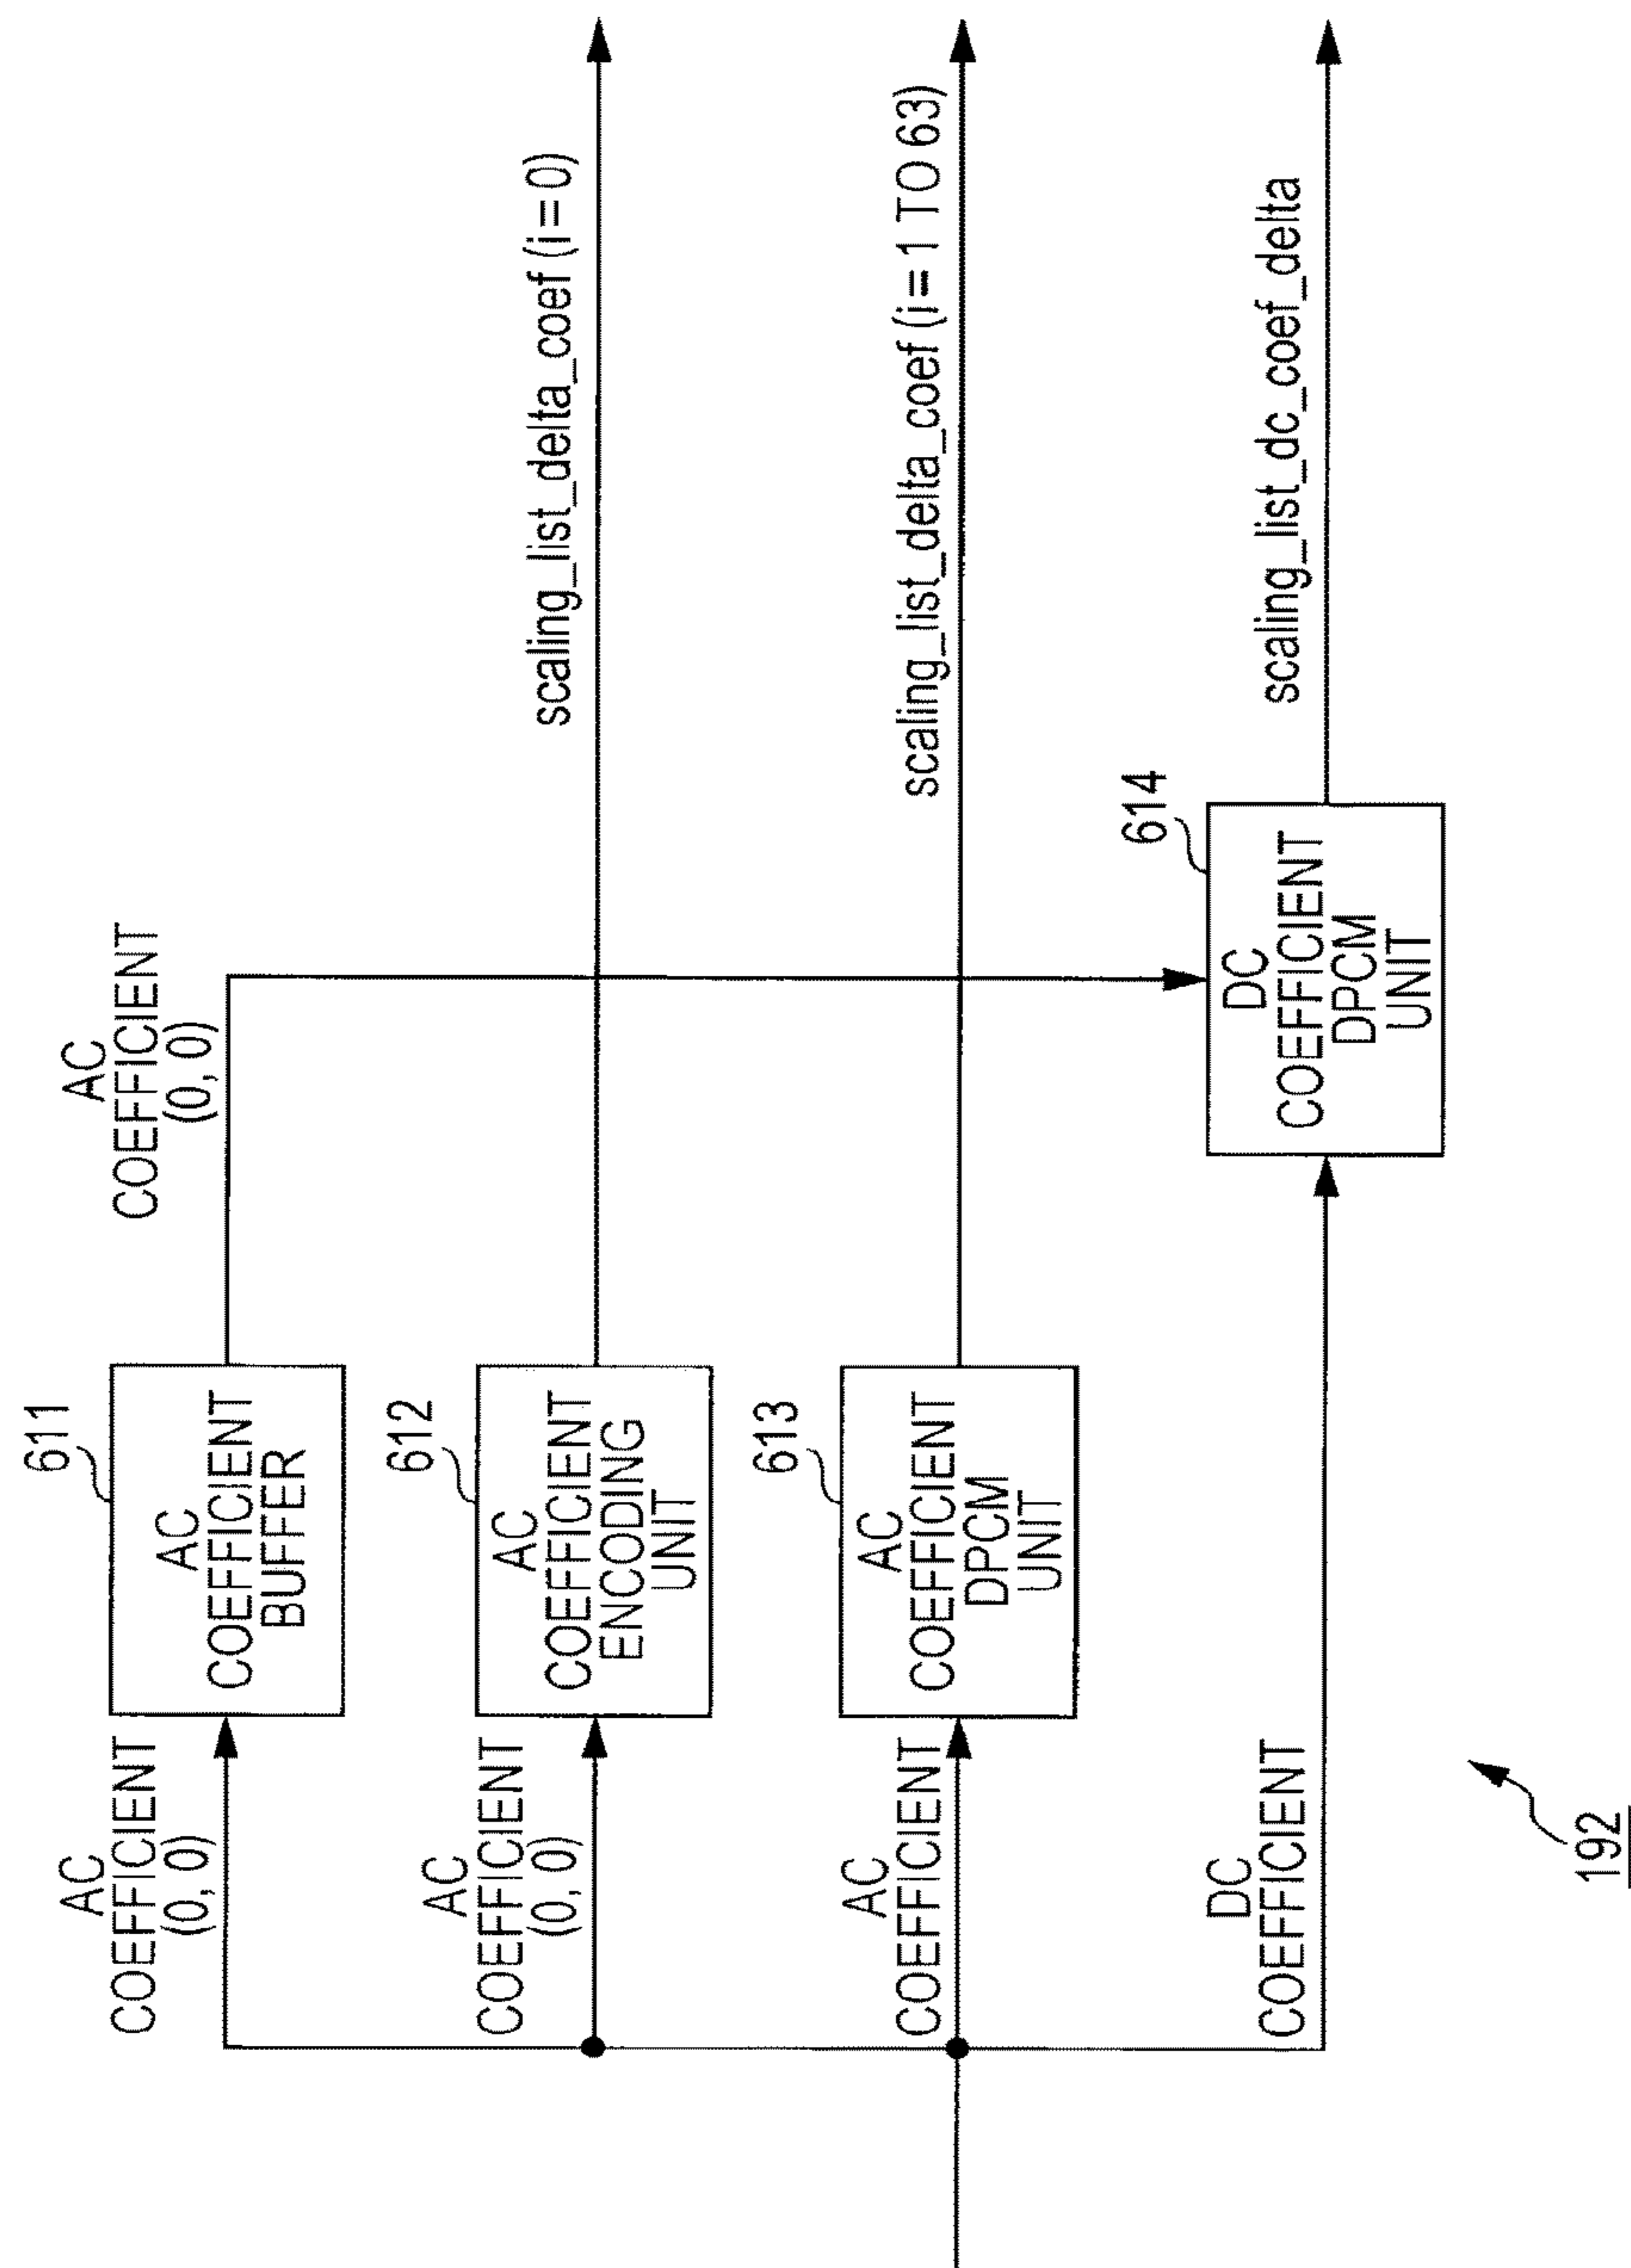 AC
COEFFICIENT
(0, 0)
611
AC
COEFFICIENT
BUFFER
AC
COEFFICIENT
(0, 0)
AC
COEFFICIENT
(0, 0)
612
AC
COEFFICIENT
ENCODING
UNIT
scaling_list_delta_coef (i = 0)
AC
COEFFICIENT
613
AC
COEFFICIENT
DPCM
UNIT
scaling_list_delta_coef (i = 1 TO 63)
DC
COEFFICIENT
614
DC
COEFFICIENT
DPCM
UNIT
scaling_list_dc_coef_delta
192